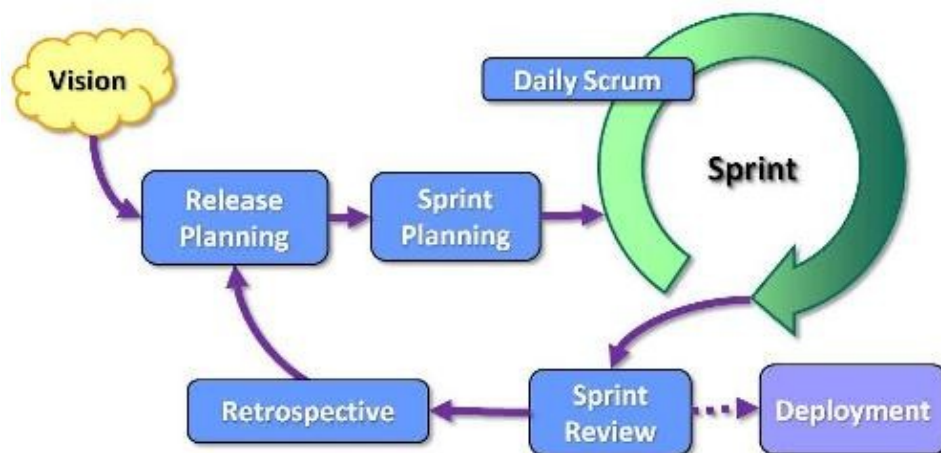 Vision
Daily Scrum
Sprint
Release
Planning
Sprint
Planning
Retrospective
Sprint
Review
Deployment